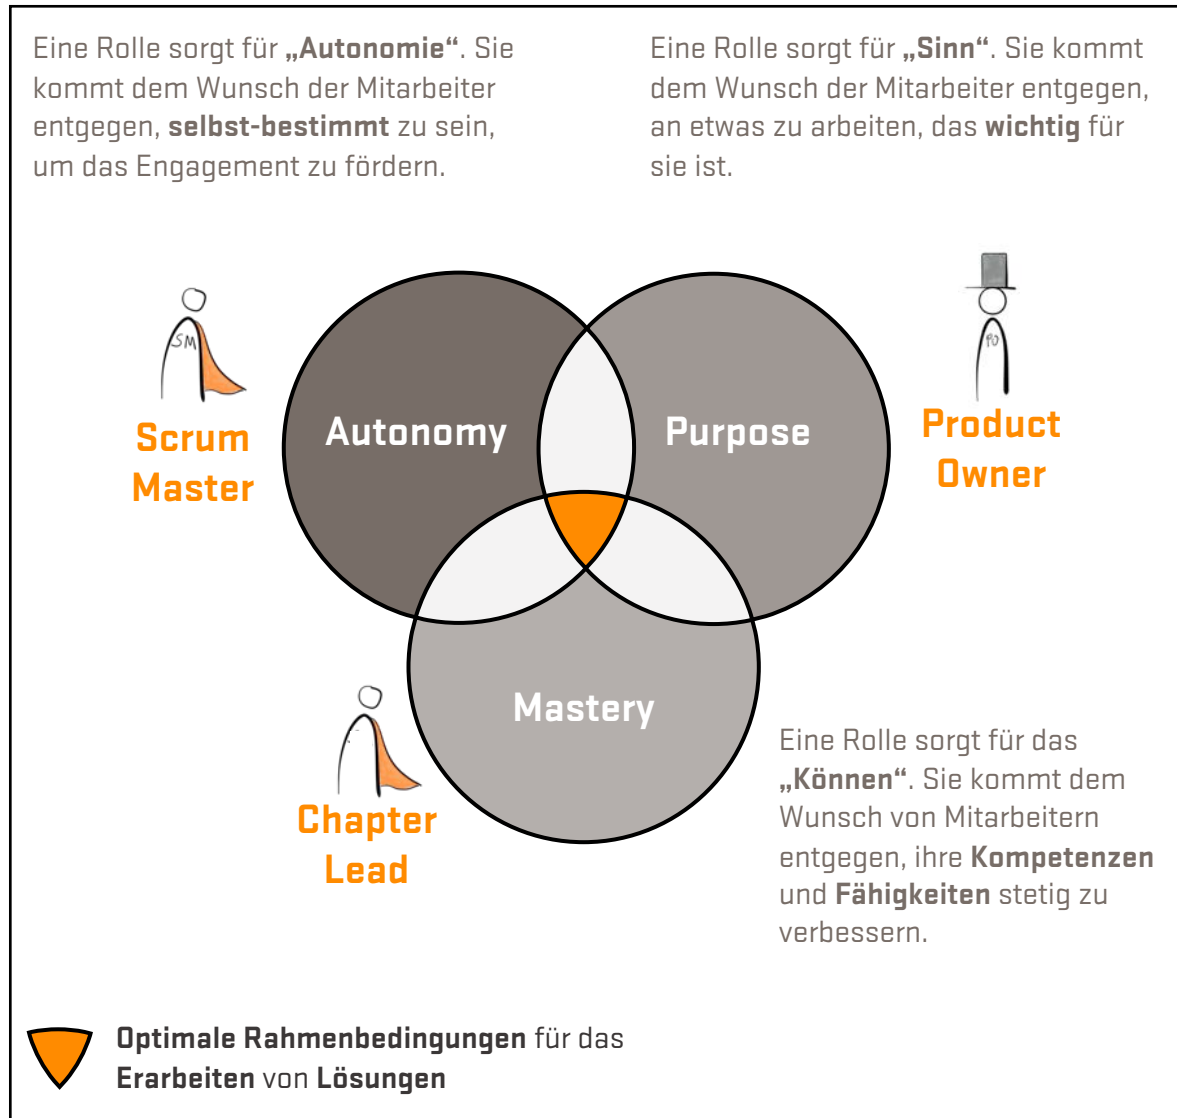 Eine Rolle sorgt für „Autonomie“. Sie
kommt dem Wunsch der Mitarbeiter
entgegen, selbst-bestimmt zu sein,
um das Engagement zu fördern.
Eine Rolle sorgt für „Sinn“. Sie kommt
dem Wunsch der Mitarbeiter entgegen,
an etwas zu arbeiten, das wichtig für
sie ist.
SM
Scrum
Master
Autonomy
Purpose
PO
Product
Owner
Mastery
Chapter
Lead
Eine Rolle sorgt für das
„Können“. Sie kommt dem
Wunsch von Mitarbeitern
entgegen, ihre Kompetenzen
und Fähigkeiten stetig zu
verbessern.
Optimale Rahmenbedingungen für das
Erarbeiten von Lösungen